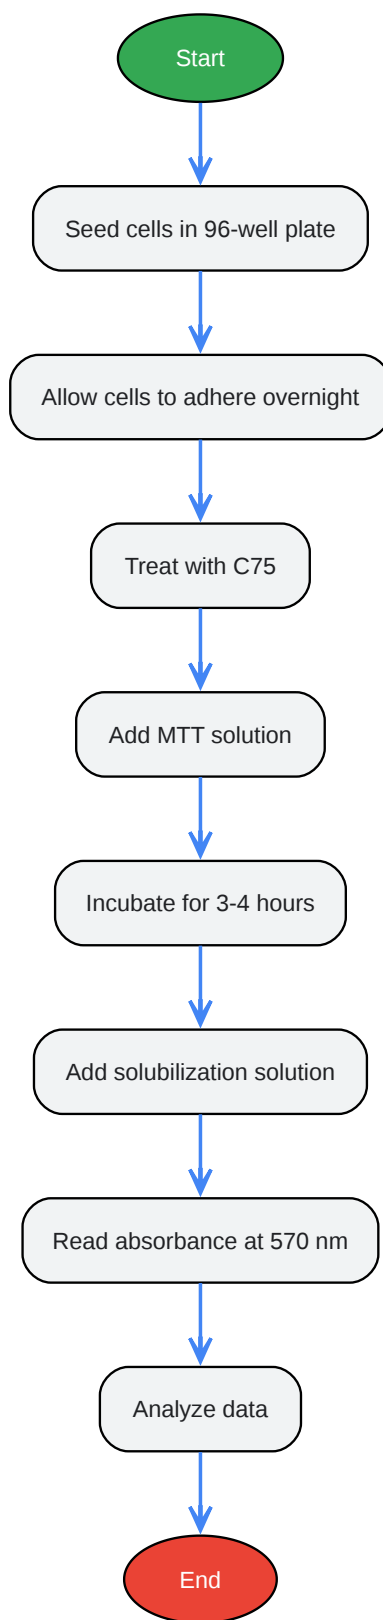 Start
Seed cells in 96-well plate
Allow cells to adhere overnight
Treat with C75
Add MTT solution
Incubate for 3-4 hours
Add solubilization solution
Read absorbance at 570 nm
Analyze data
End